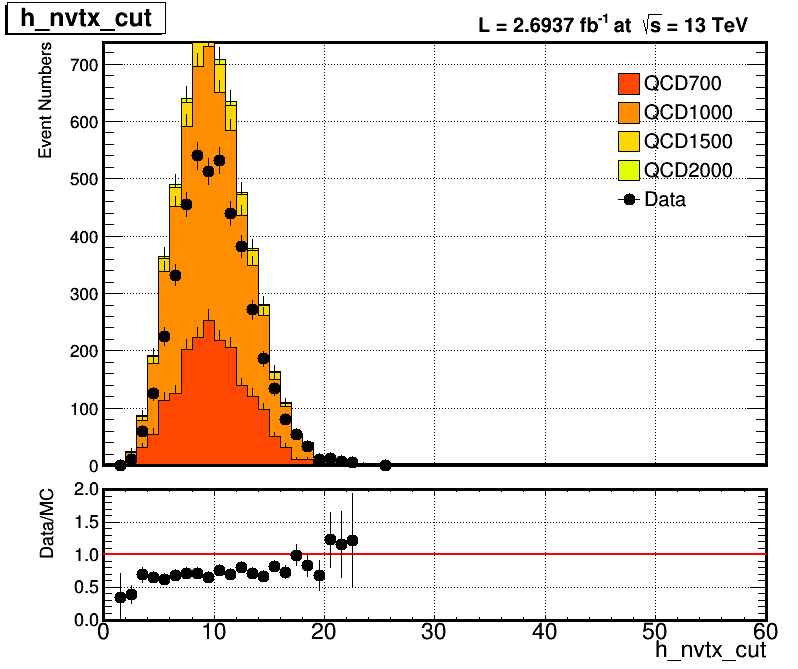 h_nvtx_cut
L = 2.6937 fb-1 at √s = 13 TeV
Event Numbers
700
600
500
400
300
200
100
0
QCD700
QCD1000
QCD1500
QCD2000
Data
Data/MC
2.0
1.5
1.0
0.5
0.0
0 10 20 30 40 50 60
h_nvtx_cut